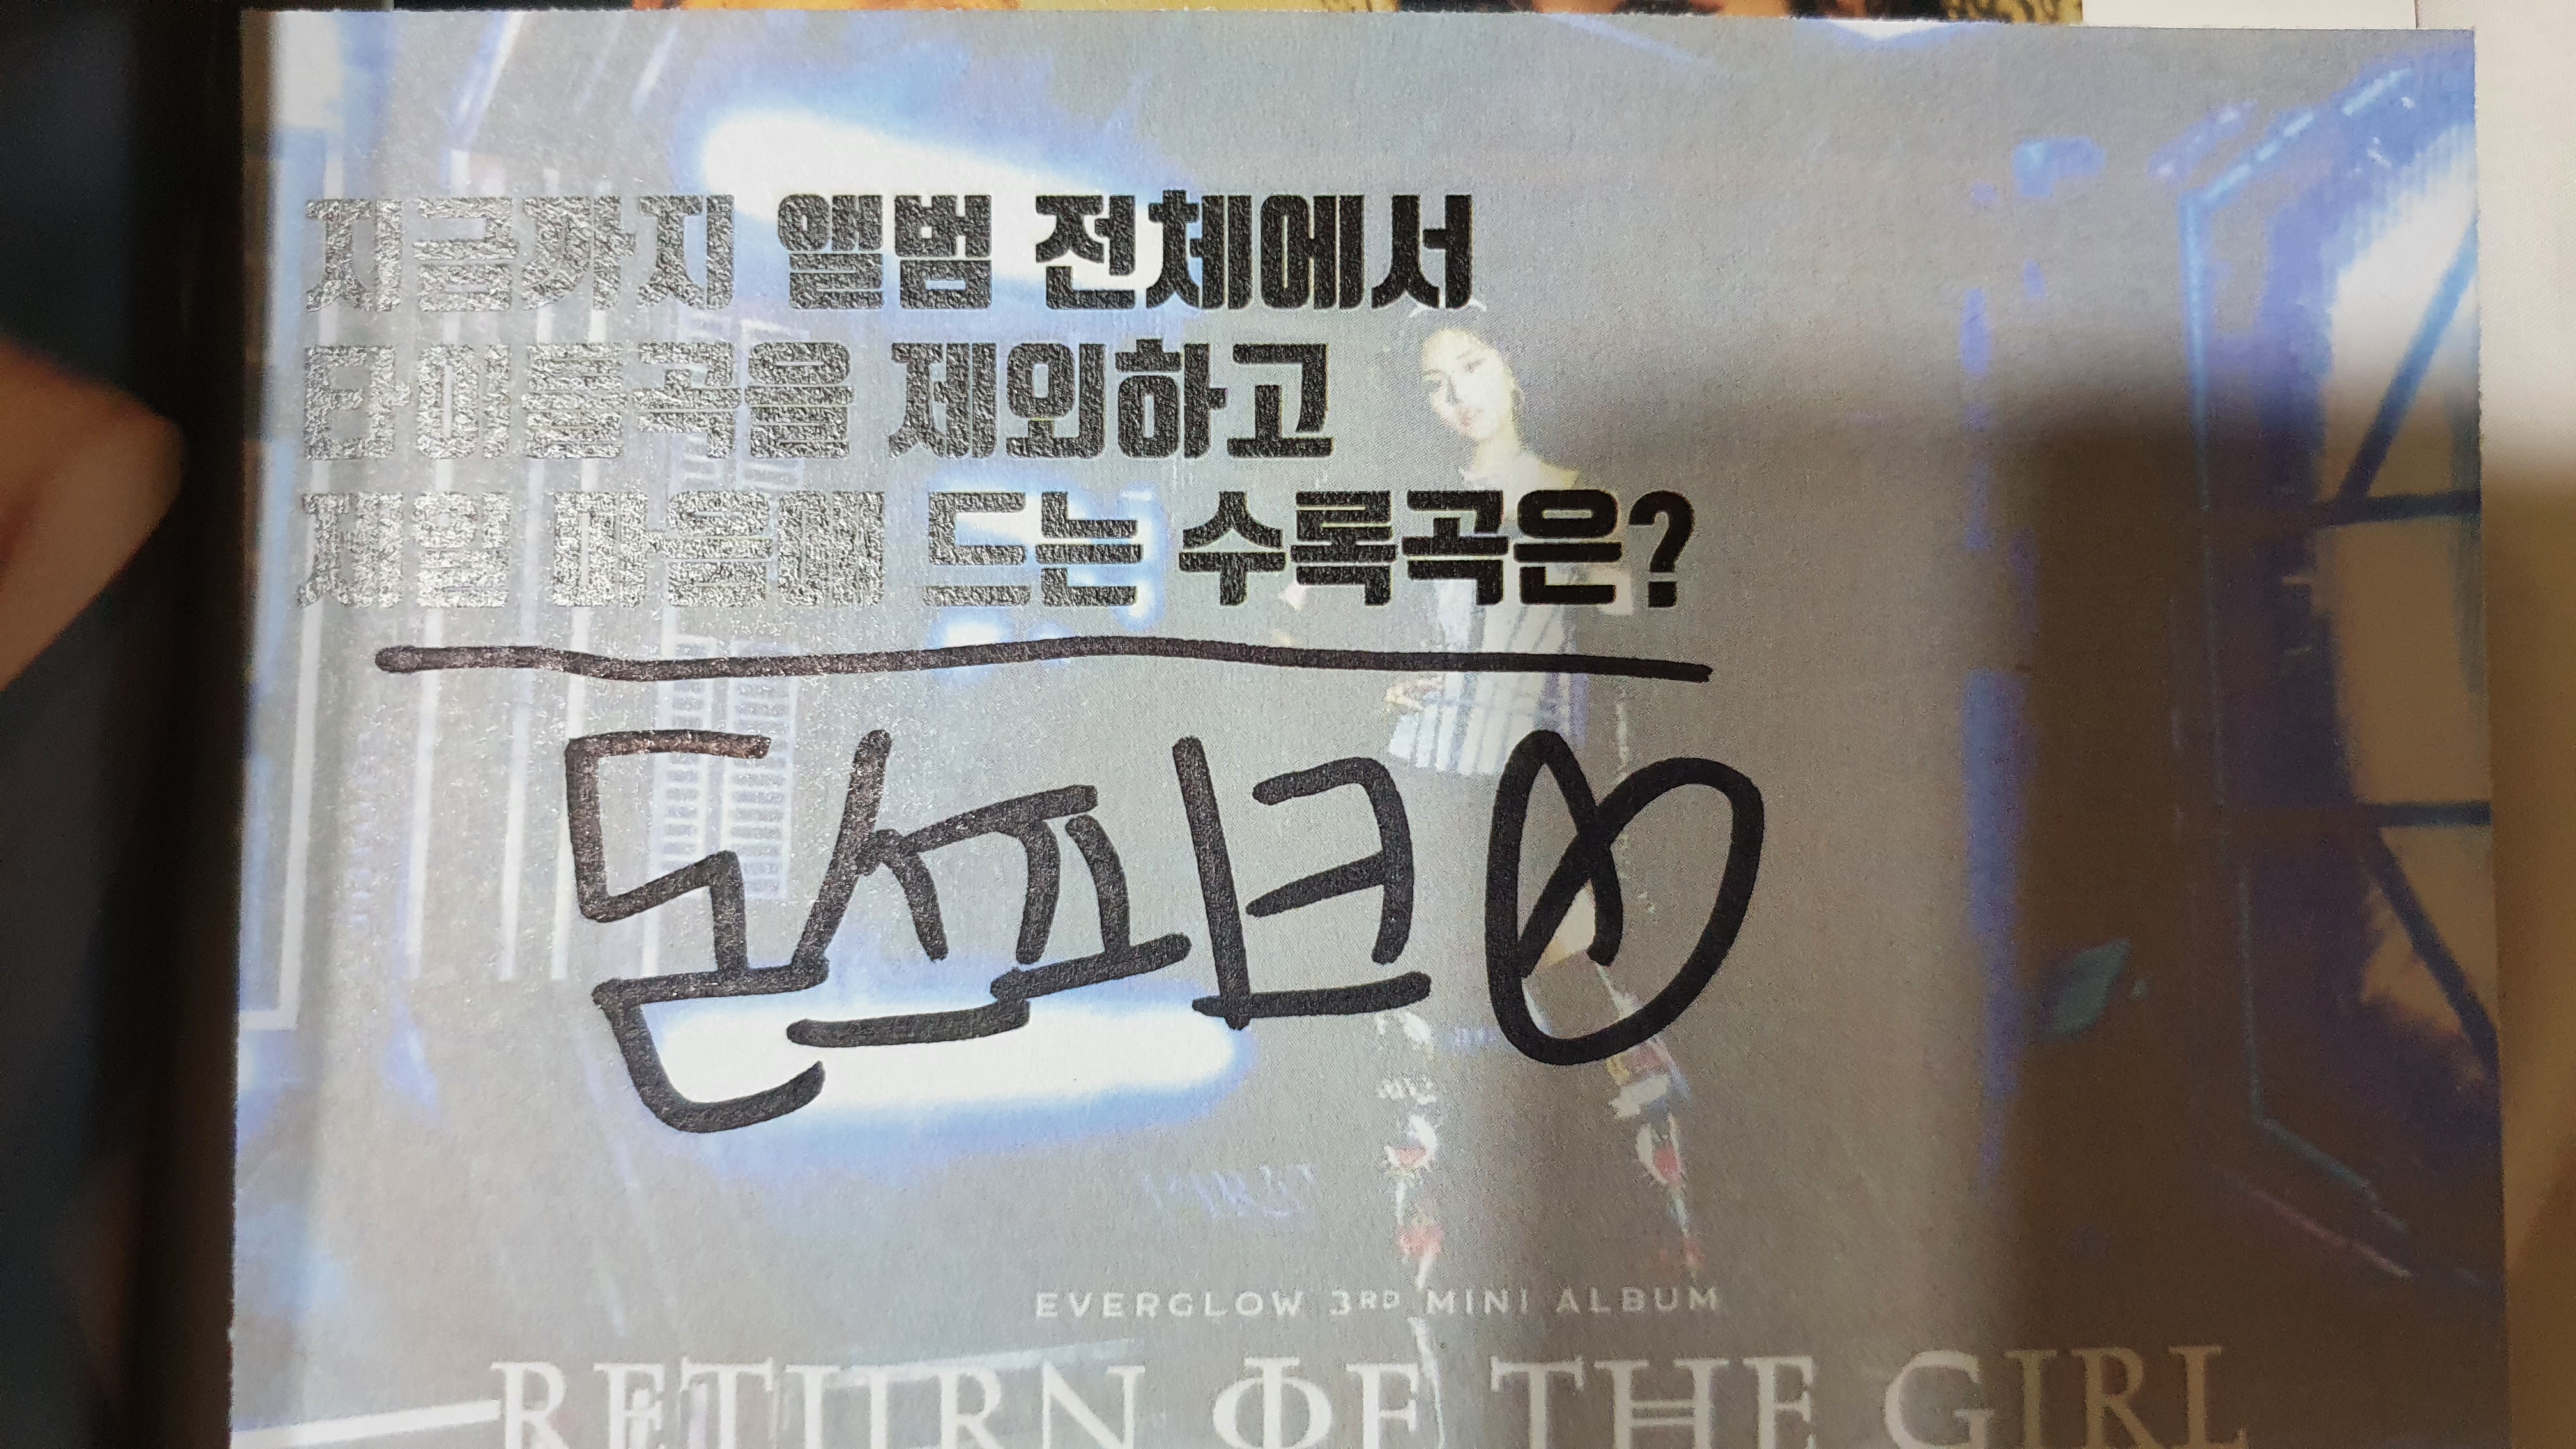 지금까지 앨범 전체에서
타이틀곡을 제외하고
제일 마음에 드는 수록곡은?
돈 스피크
EVERGLOW 3RD MINI ALBUM
RETURN OF THE GIRL